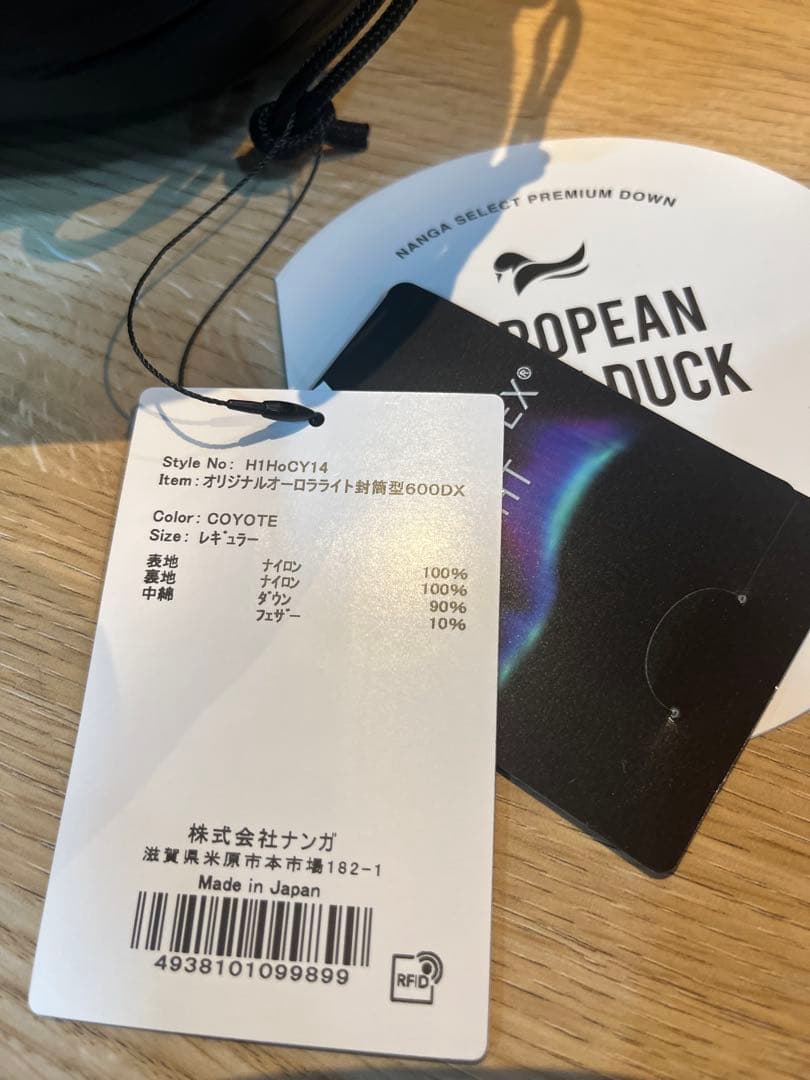 NANGA SELECT PREMIUM DOWN
ROPEAN
DUCK
EX®
HT
Style No: H1HoCY14
Item:オリジナルオーロラライト封筒型600DX
Color: COYOTE
Size: レギュラー
表地 ナイロン 100%
裏地 ナイロン 100%
中綿 ダウン 90%
フェザー 10%
株式会社ナンガ
滋賀県米原市本市場182-1
Made in Japan
4938101099899
RFID